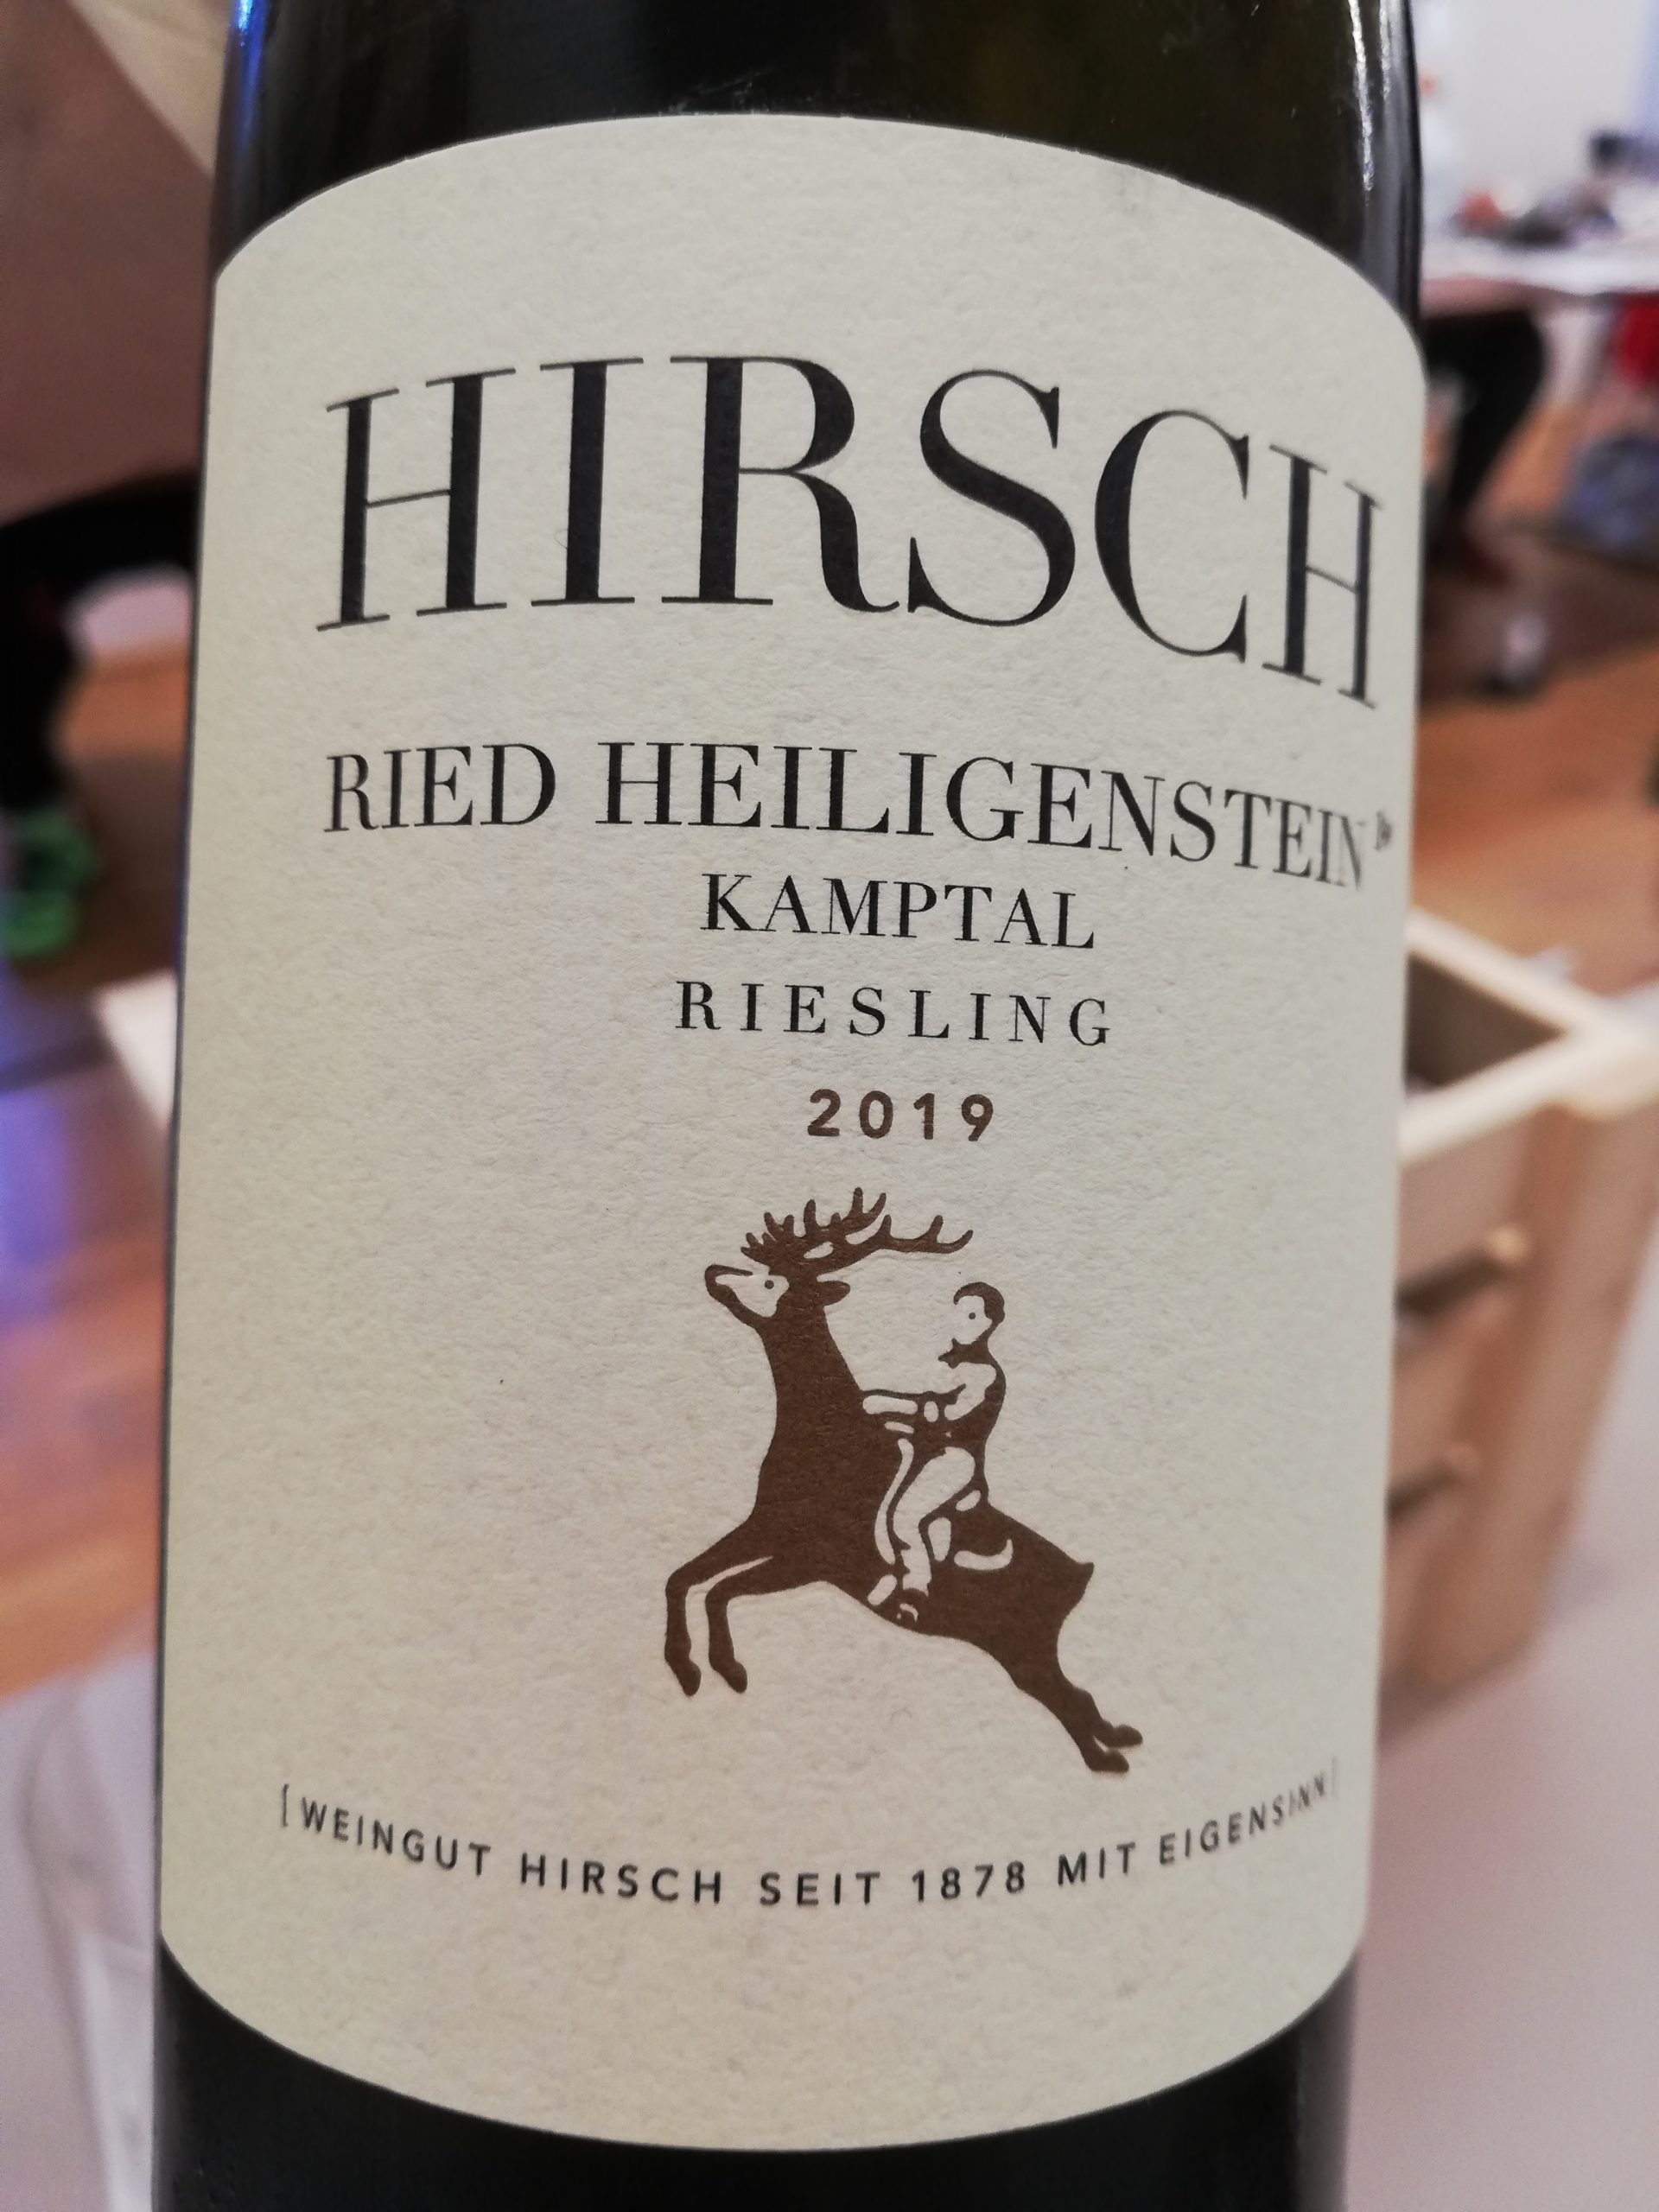 HIRSCH
RIED HEILIGENSTEIN
KAMPTAL
RIESLING
2019
[WEINGUT HIRSCH SEIT 1878 MIT EIGENSINN]